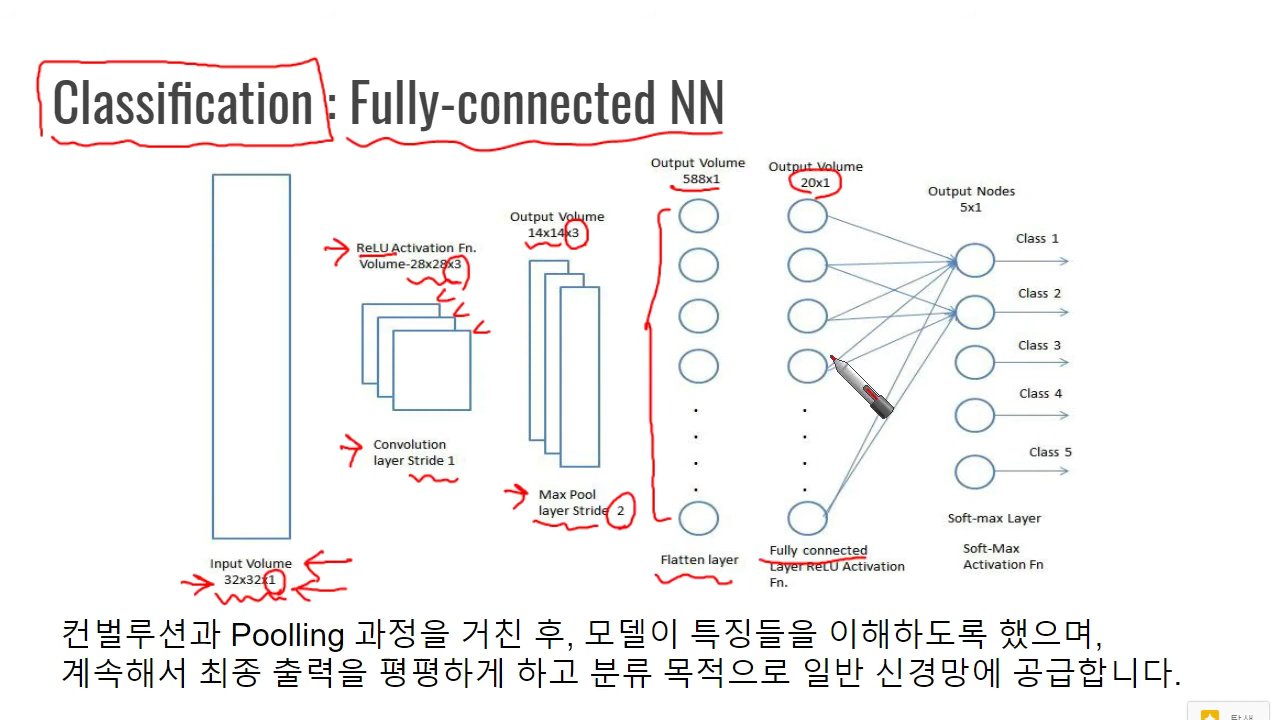 Classification : Fully-connected NN
Output Volume
588x1
Output Volume
20x1
Output Nodes
5x1
Output Volume
14x14x3
ReLU Activation Fn.
Volume-28x28x3
Class 1
Class 2
Class 3
Class 4
Class 5
Convolution
layer Stride 1
Max Pool
layer Stride 2
Soft-max Layer
Input Volume
32x32x1
Flatten layer
Fully connected
Layer ReLU Activation
Fn.
Soft-Max
Activation Fn
컨벌루션과 Poolling 과정을 거친 후, 모델이 특징들을 이해하도록 했으며,
계속해서 최종 출력을 평평하게 하고 분류 목적으로 일반 신경망에 공급합니다.